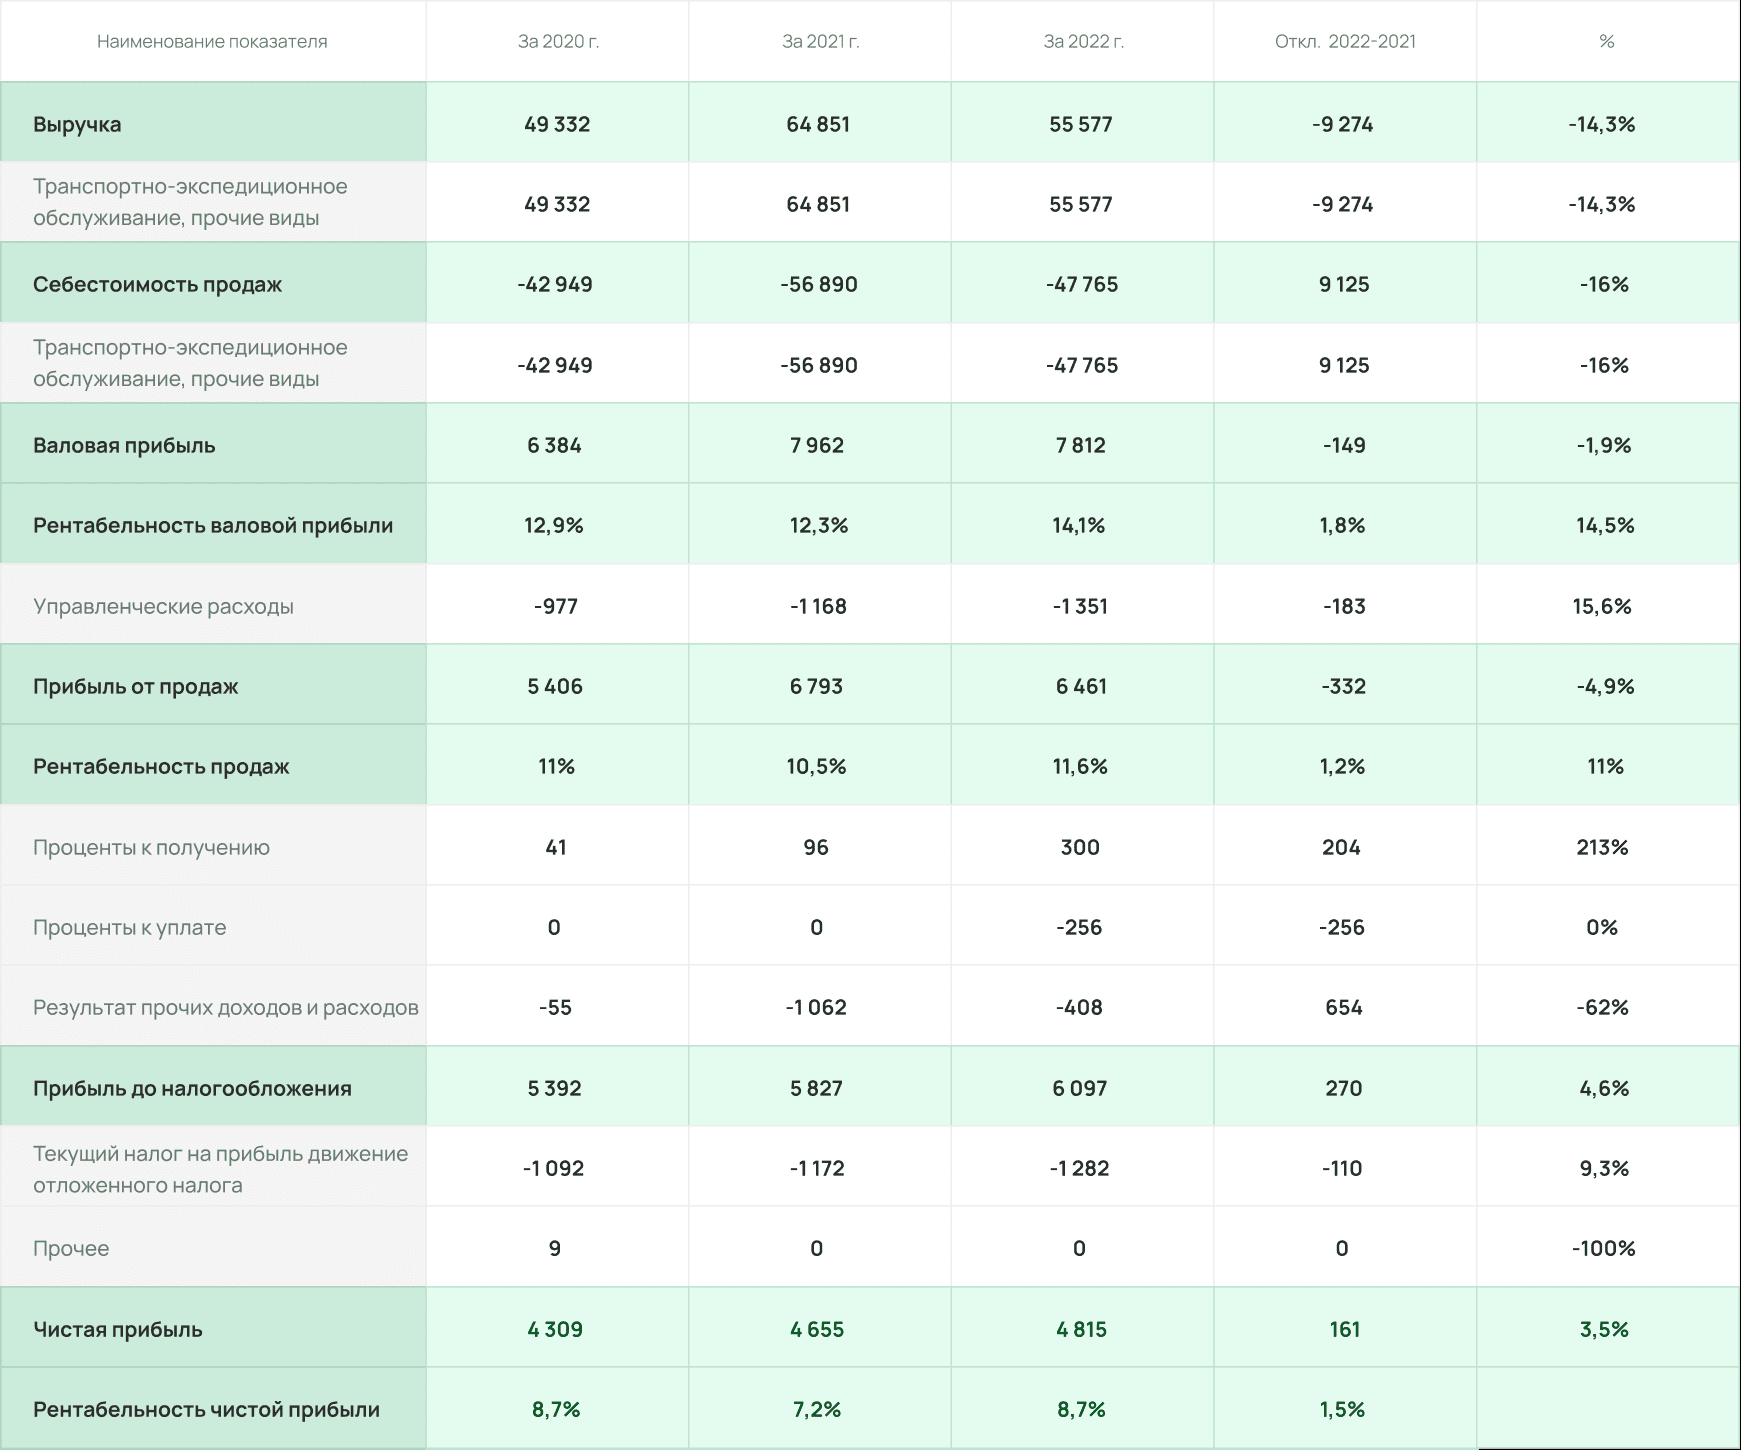 Наименование показателя За 2020 г. За 2021 г. За 2022 г. Откл. 2022-2021 %
Выручка 49 332 64 851 55 577 -9 274 -14,3%
Транспортно-экспедиционное
обслуживание, прочие виды 49 332 64 851 55 577 -9 274 -14,3%
Себестоимость продаж -42 949 -56 890 -47 765 9 125 -16%
Транспортно-экспедиционное
обслуживание, прочие виды -42 949 -56 890 -47 765 9 125 -16%
Валовая прибыль 6 384 7 962 7 812 -149 -1,9%
Рентабельность валовой прибыли 12,9% 12,3% 14,1% 1,8% 14,5%
Управленческие расходы -977 -1 168 -1 351 -183 15,6%
Прибыль от продаж 5 406 6 793 6 461 -332 -4,9%
Рентабельность продаж 11% 10,5% 11,6% 1,2% 11%
Проценты к получению 41 96 300 204 213%
Проценты к уплате 0 0 -256 -256 0%
Результат прочих доходов и расходов -55 -1 062 -408 654 -62%
Прибыль до налогообложения 5 392 5 827 6 097 270 4,6%
Текущий налог на прибыль движение
отложенного налога -1 092 -1 172 -1 282 -110 9,3%
Прочее 9 0 0 0 -100%
Чистая прибыль 4 309 4 655 4 815 161 3,5%
Рентабельность чистой прибыли 8,7% 7,2% 8,7% 1,5%